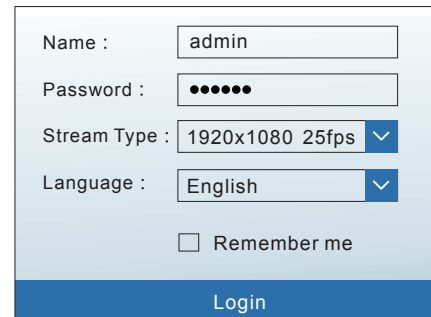 Name : admin
Password : ●●●●●●
Stream Type : 1920x1080 25fps
Language : English
Remember me
Login